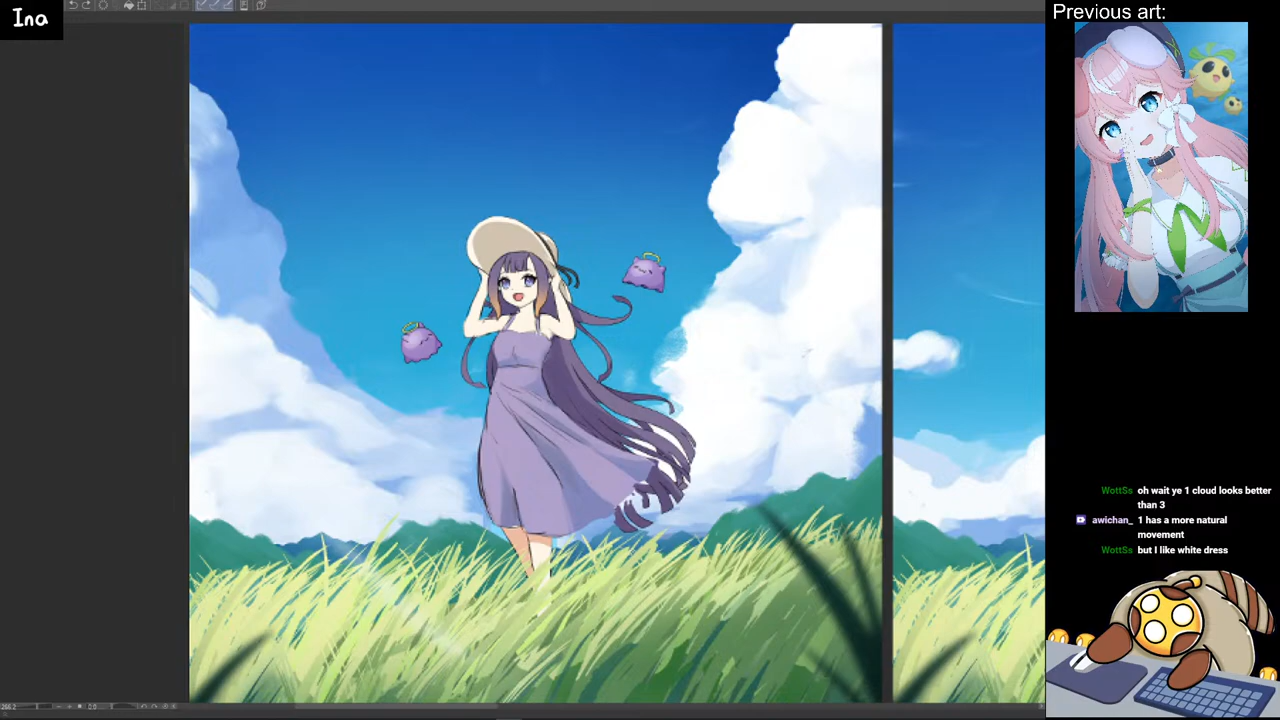 Ina
Previous art:
WottSs oh wait ye 1 cloud looks better
than 3
awichan_ 1 has a more natural
movement
WottSs but I like white dress